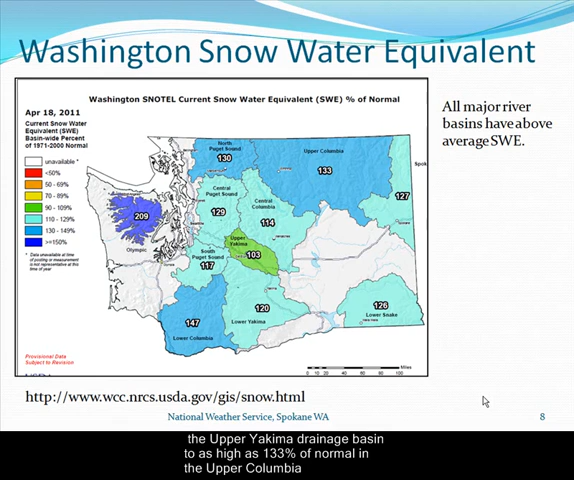 Washington Snow Water Equivalent
Washington SNOTEL Current Snow Water Equivalent (SWE) % of Normal
Apr 18, 2011
Current Snow Water
Equivalent (SWE)
Basin-wide Percent
of 1971-2000 Normal
unavailable *
<50%
50 - 69%
70 - 89%
90 - 109%
110 - 129%
130 - 149%
>=150%
* Data unavailable at time
of posting or measurement
is not representative at this
time of year
Provisional Data
Subject to Revision
North
Puget Sound
130
Upper Columbia
133
Spok
127
Central
Puget Sound
129
Central
Columbia
114
209
Olympic
Upper
Yakima
103
South
Puget Sound
117
120
Lower Yakima
126
Lower Snake
147
Lower Columbia
Miles
All major river
basins have above
average SWE.
http://www.wcc.nrcs.usda.gov/gis/snow.html
National Weather Service, Spokane WA
8
the Upper Yakima drainage basin
to as high as 133% of normal in
the Upper Columbia